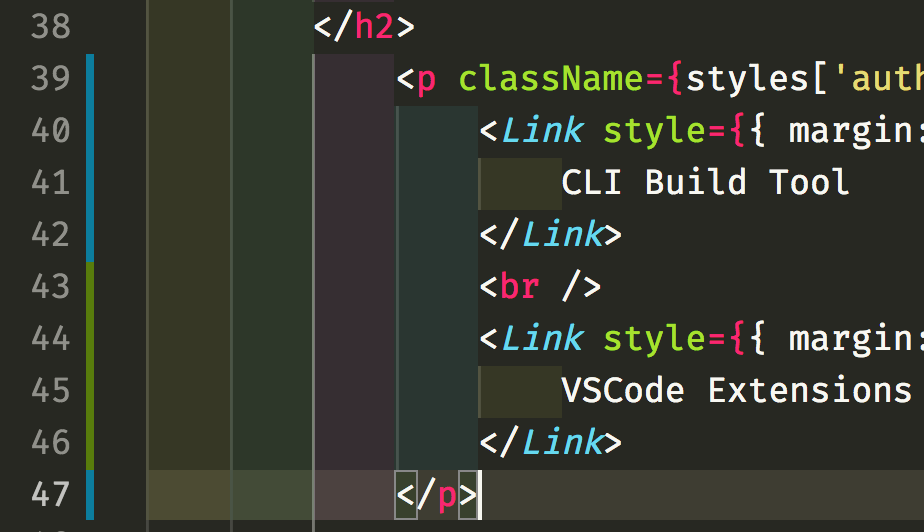 38 </h2>
39 <p className={styles['auth
40 <Link style={{ margin:
41 CLI Build Tool
42 </Link>
43 <br />
44 <Link style={{ margin:
45 VSCode Extensions
46 </Link>
47 </p>